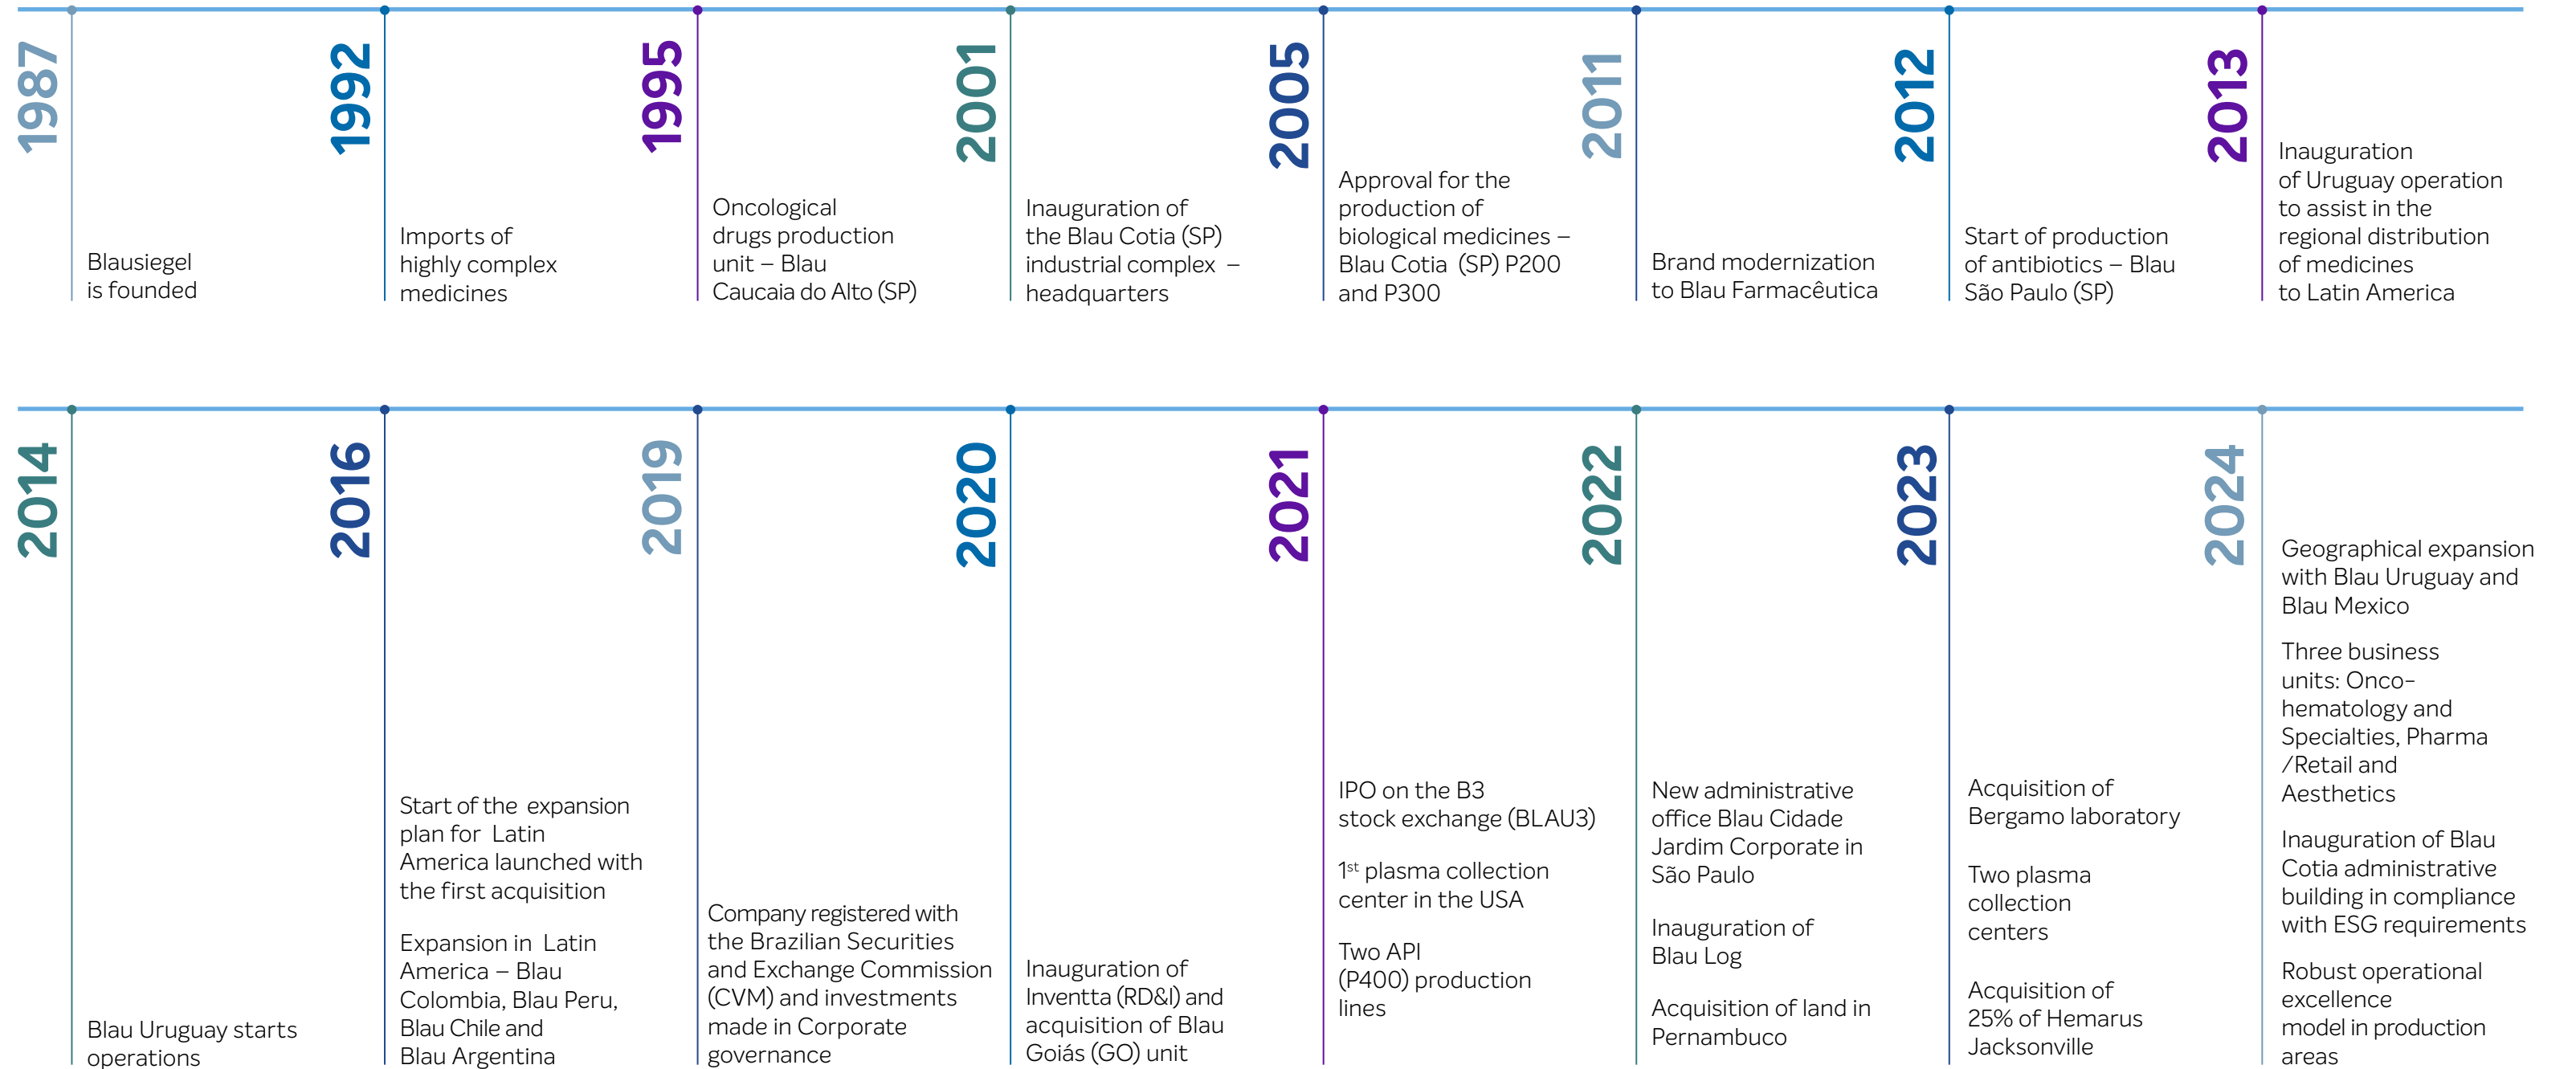 1987
Blausiegel
is founded
1992
Imports of
highly complex
medicines
1995
Oncological
drugs production
unit – Blau
Caucaia do Alto (SP)
2001
Inauguration of
the Blau Cotia (SP)
industrial complex –
headquarters
2005
Approval for the
production of
biological medicines –
Blau Cotia (SP) P200
and P300
2011
Brand modernization
to Blau Farmacêutica
2012
Start of production
of antibiotics – Blau
São Paulo (SP)
2013
Inauguration
of Uruguay operation
to assist in the
regional distribution
of medicines
to Latin America
2014
Blau Uruguay starts
operations
2016
Start of the expansion
plan for Latin
America launched with
the first acquisition
Expansion in Latin
America – Blau
Colombia, Blau Peru,
Blau Chile and
Blau Argentina
2019
Company registered with
the Brazilian Securities
and Exchange Commission
(CVM) and investments
made in Corporate
governance
2020
Inauguration of
Inventta (RD&I) and
acquisition of Blau
Goiás (GO) unit
2021
IPO on the B3
stock exchange (BLAU3)
1st plasma collection
center in the USA
Two API
(P400) production
lines
2022
New administrative
office Blau Cidade
Jardim Corporate in
São Paulo
Inauguration of
Blau Log
Acquisition of land in
Pernambuco
2023
Acquisition of
Bergamo laboratory
Two plasma
collection
centers
Acquisition of
25% of Hemarus
Jacksonville
2024
Geographical expansion
with Blau Uruguay and
Blau Mexico
Three business
units: Onco-
hematology and
Specialties, Pharma
/Retail and
Aesthetics
Inauguration of Blau
Cotia administrative
building in compliance
with ESG requirements
Robust operational
excellence
model in production
areas